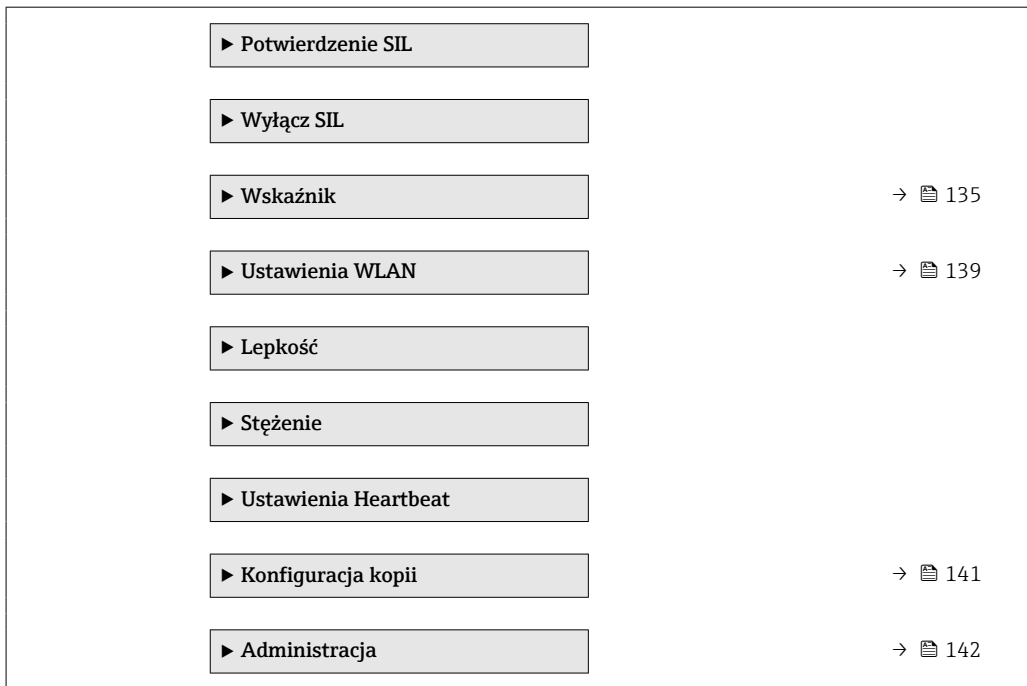 ▶ Potwierdzenie SIL
▶ Wyłącz SIL
▶ Wskaźnik → 135
▶ Ustawienia WLAN → 139
▶ Lepkość
▶ Stężenie
▶ Ustawienia Heartbeat
▶ Konfiguracja kopii → 141
▶ Administracja → 142